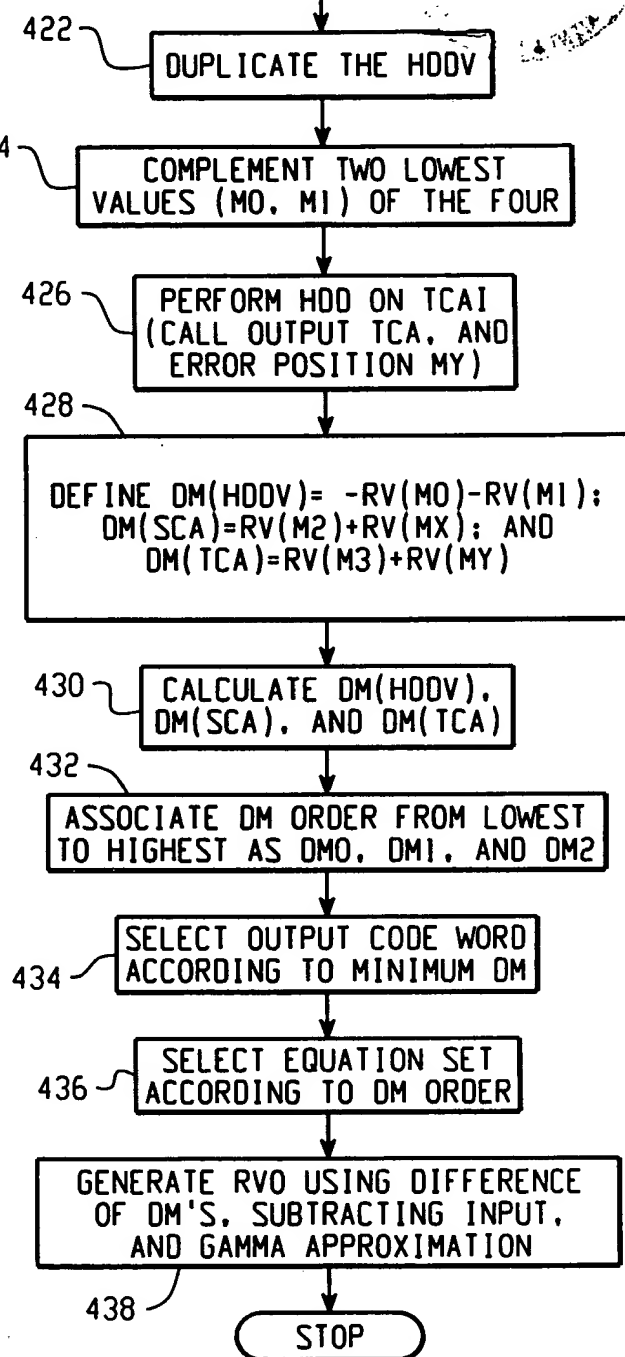 422
DUPLICATE THE HDDV
4
COMPLEMENT TWO LOWEST
VALUES (M0, M1) OF THE FOUR
426
PERFORM HDD ON TCAI
(CALL OUTPUT TCA, AND
ERROR POSITION MY)
428
DEFINE DM(HDDV)= -RV(M0)-RV(M1);
DM(SCA)=RV(M2)+RV(MX); AND
DM(TCA)=RV(M3)+RV(MY)
430
CALCULATE DM(HDDV),
DM(SCA), AND DM(TCA)
432
ASSOCIATE DM ORDER FROM LOWEST
TO HIGHEST AS DM0, DM1, AND DM2
434
SELECT OUTPUT CODE WORD
ACCORDING TO MINIMUM DM
436
SELECT EQUATION SET
ACCORDING TO DM ORDER
GENERATE RVO USING DIFFERENCE
OF DM'S, SUBTRACTING INPUT,
AND GAMMA APPROXIMATION
438
STOP